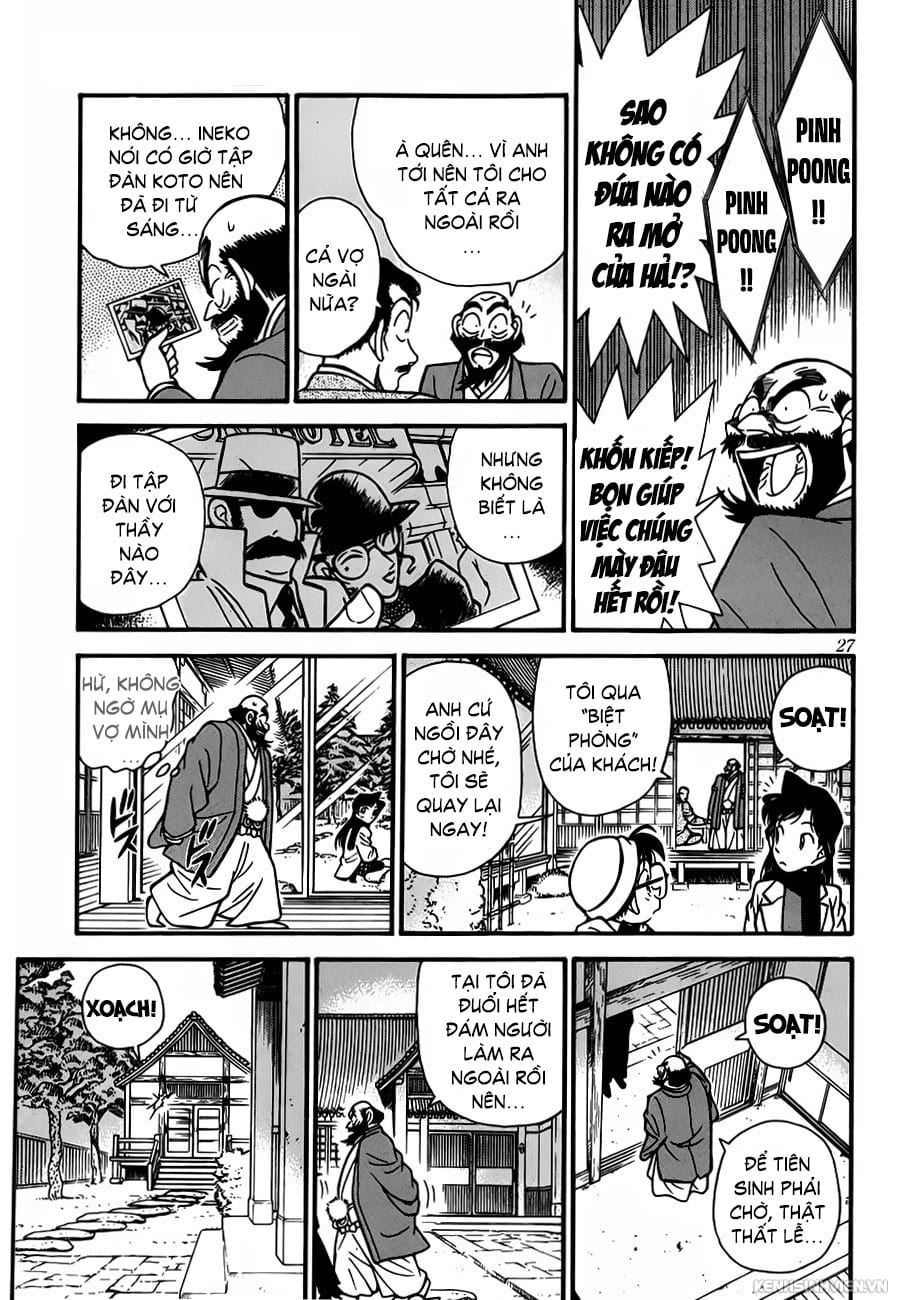 PINH
POONG
!!
PINH
POONG
!!
SAO
KHÔNG CÓ
ĐỨA NÀO
RA MỞ
CỬA HẢ!?
KHỐN KIẾP!
BỌN GIÚP
VIỆC CHÚNG
MÀY ĐÂU
HẾT RỒI!
À QUÊN... VÌ ANH
TỚI NÊN TÔI CHO
TẤT CẢ RA
NGOÀI RỒI
...
CẢ VỢ
NGÀI
NỮA?
KHÔNG... INEKO
NÓI CÓ GIỜ TẬP
ĐÀN KOTO NÊN
ĐÃ ĐI TỪ
SÁNG...
NHƯNG
KHÔNG
BIẾT LÀ
...
ĐI TẬP
ĐÀN VỚI
THẦY
NÀO
ĐÂY...
27
SOẠT!
TÔI QUA
“BIỆT
PHÒNG”
CỦA KHÁCH!
ANH CỨ
NGỒI ĐÂY
CHỜ NHÉ,
TÔI SẼ
QUAY LẠI
NGAY!
HỪ, KHÔNG
NGỜ MỤ
VỢ MÌNH
...
SOẠT!
ĐỂ TIÊN
SINH PHẢI
CHỜ, THẬT
THẤT LỄ...
TẠI TÔI ĐÃ
ĐUỔI HẾT
ĐÁM NGƯỜI
LÀM RA
NGOÀI RỒI
NÊN...
XOẠCH!
KENHSINHVIEN.VN